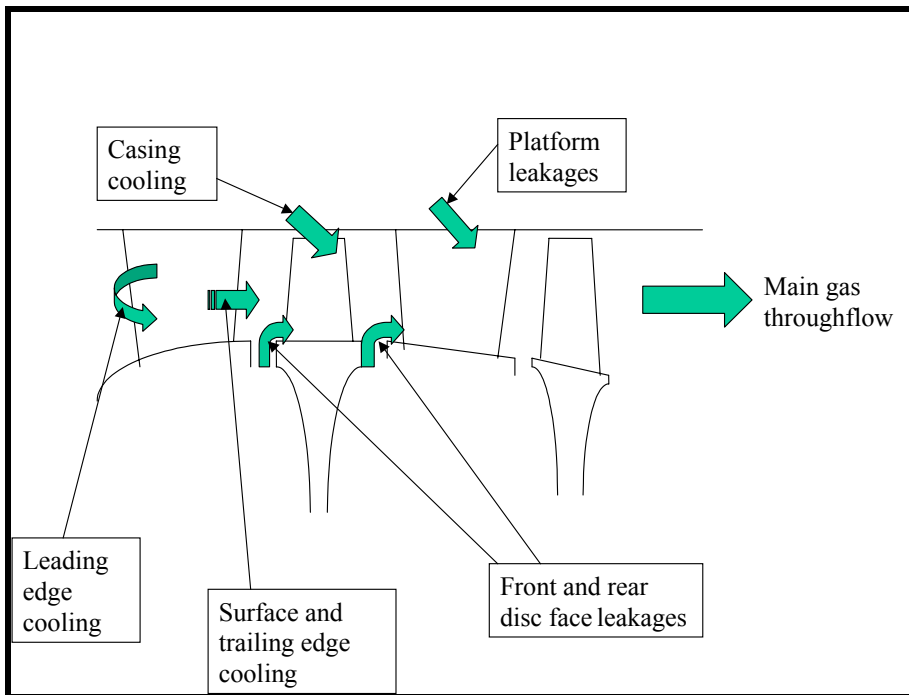 Casing
cooling
Platform
leakages
Main gas
throughflow
Leading
edge
cooling
Surface and
trailing edge
cooling
Front and rear
disc face leakages